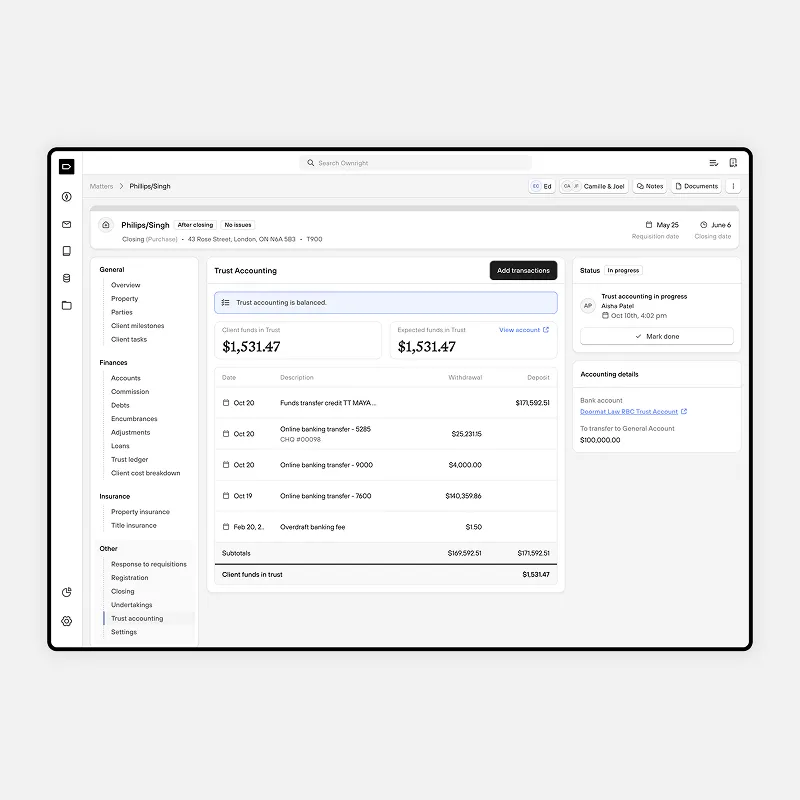 Search Ownright
Matters > Phillips/Singh
EG Ed
CA JP Camille & Joel
Notes
Documents
Phillips/Singh After closing No issues
Closing (Purchase) • 43 Rose Street, London, ON N6A 5B3 • T900
May 25
Requisition date
June 6
Closing date
General
Overview
Property
Parties
Client milestones
Client tasks
Finances
Accounts
Commission
Debts
Encumbrances
Adjustments
Loans
Trust ledger
Client cost breakdown
Insurance
Property insurance
Title insurance
Other
Response to requisitions
Registration
Closing
Undertakings
Trust accounting
Settings
Trust Accounting
Add transactions
Trust accounting is balanced.
Client funds in Trust
$1,531.47
Expected funds in Trust View account
$1,531.47
Date Description Withdrawal Deposit
Oct 20 Funds transfer credit TT MAYA... $171,592.51
Oct 20 Online banking transfer - 5285 $25,231.15
CHQ #00098
Oct 20 Online banking transfer - 9000 $4,000.00
Oct 19 Online banking transfer - 7600 $140,359.86
Feb 20, 2.. Overdraft banking fee $1.50
Subtotals $169,592.51 $171,592.51
Client funds in trust $1,531.47
Status In progress
Trust accounting in progress
AP Aisha Patel
Oct 10th, 4:02 pm
Mark done
Accounting details
Bank account
Doormat Law RBC Trust Account
To transfer to General Account
$100,000.00